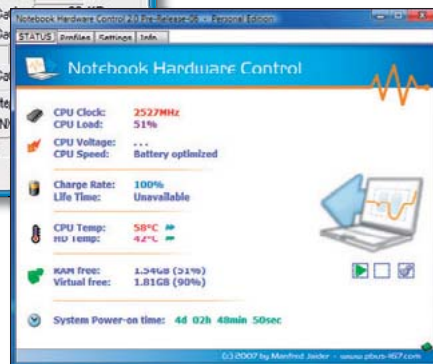 Notebook Hardware Control 2.0 Pre-Release-06 - Personal Edition
STATUS Profiles Settings Info
Notebook Hardware Control
CPU Clock: 2527MHz
CPU Load: 51%
CPU Voltage: ...
CPU Speed: Battery optimized
Charge Rate: 100%
Life Time: Unavailable
CPU Temp: 58°C
HD Temp: 42°C
RAM free: 1.54GB (51%)
Virtual free: 1.81GB (90%)
System Power-on time: 4d 02h 48min 50sec
(c)2007 by Manfred Jaider - www.pbus-167.com